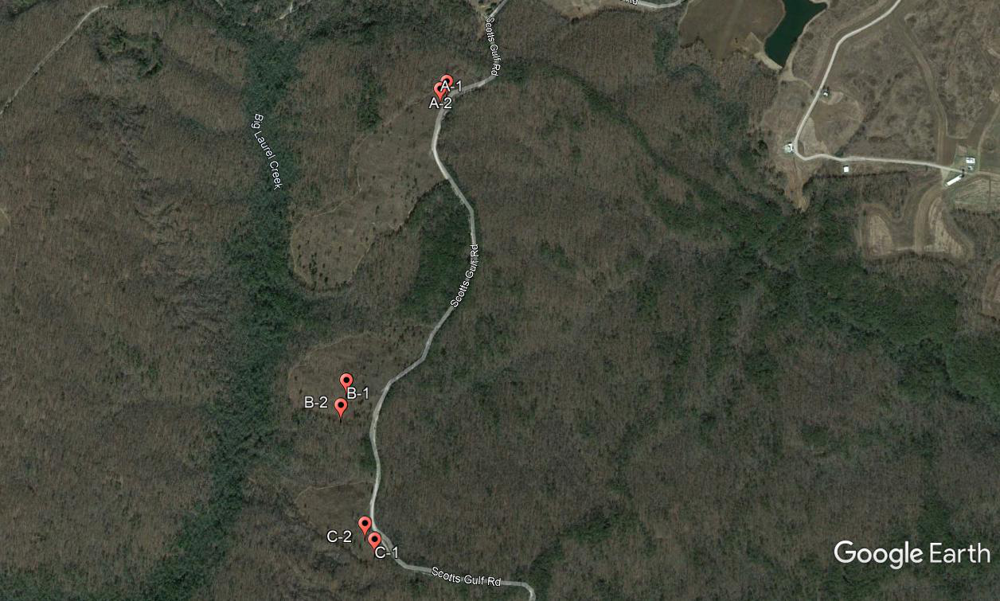 Rd
Scotts Gulf Rd
A-1
A-2
Big Laurel Creek
Scotts Gulf Rd
B-1
B-2
C-2
C-1
Scotts Gulf Rd
Google Earth